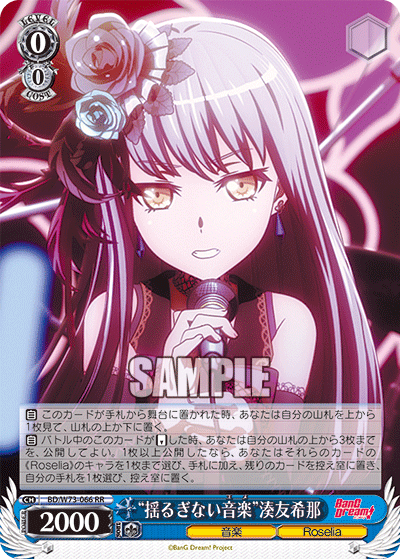 LEVEL
0
0
COST
SAMPLE
自 このカードが手札から舞台に置かれた時、あなたは自分の山札を上から
1枚見て、山札の上か下に置く。
自 バトル中のこのカードが した時、あなたは自分の山札の上から3枚まで
を、公開してよい。1枚以上公開したなら、あなたはそれらのカードの
《Roselia》のキャラを1枚まで選び、手札に加え、残りのカードを控え室に置き、
自分の手札を1枚選び、控え室に置く。
CH BD/W73-066 RR
2000
“揺るぎない音楽”湊友希那
BanG Dream!
音楽
Roselia
©BanG Dream! Project